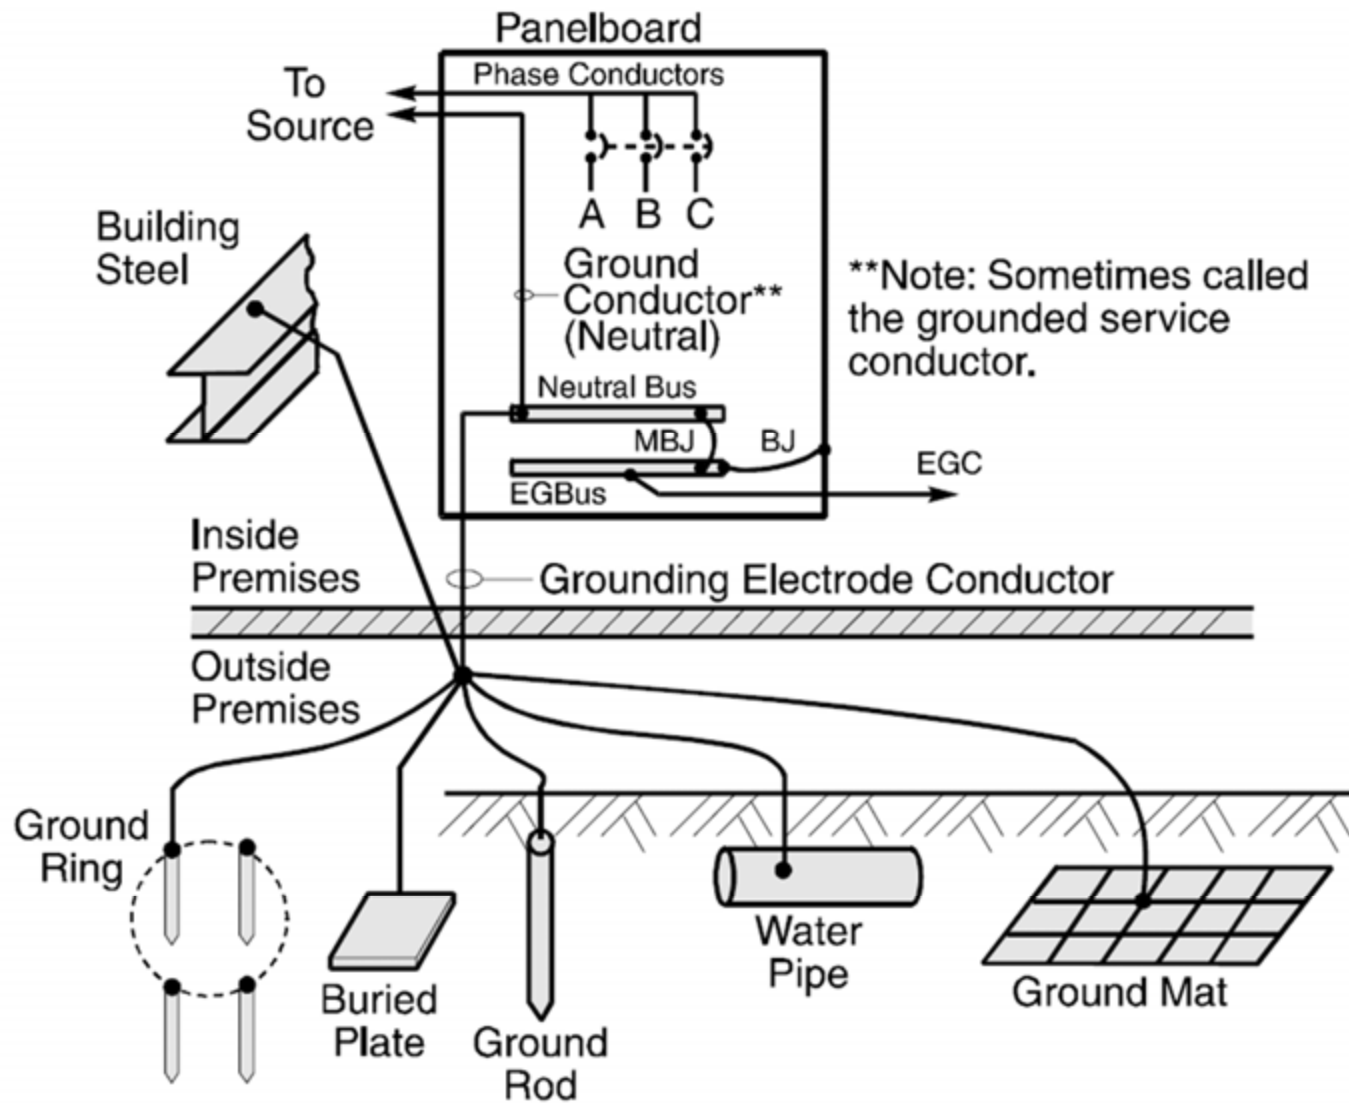 Panelboard
Phase Conductors
To
Source
A B C
Building
Steel
Ground
Conductor**
(Neutral)
**Note: Sometimes called
the grounded service
conductor.
Neutral Bus
MBJ
BJ
EGC
EGBus
Inside
Premises
Grounding Electrode Conductor
Outside
Premises
Ground
Ring
Buried
Plate
Ground
Rod
Water
Pipe
Ground Mat